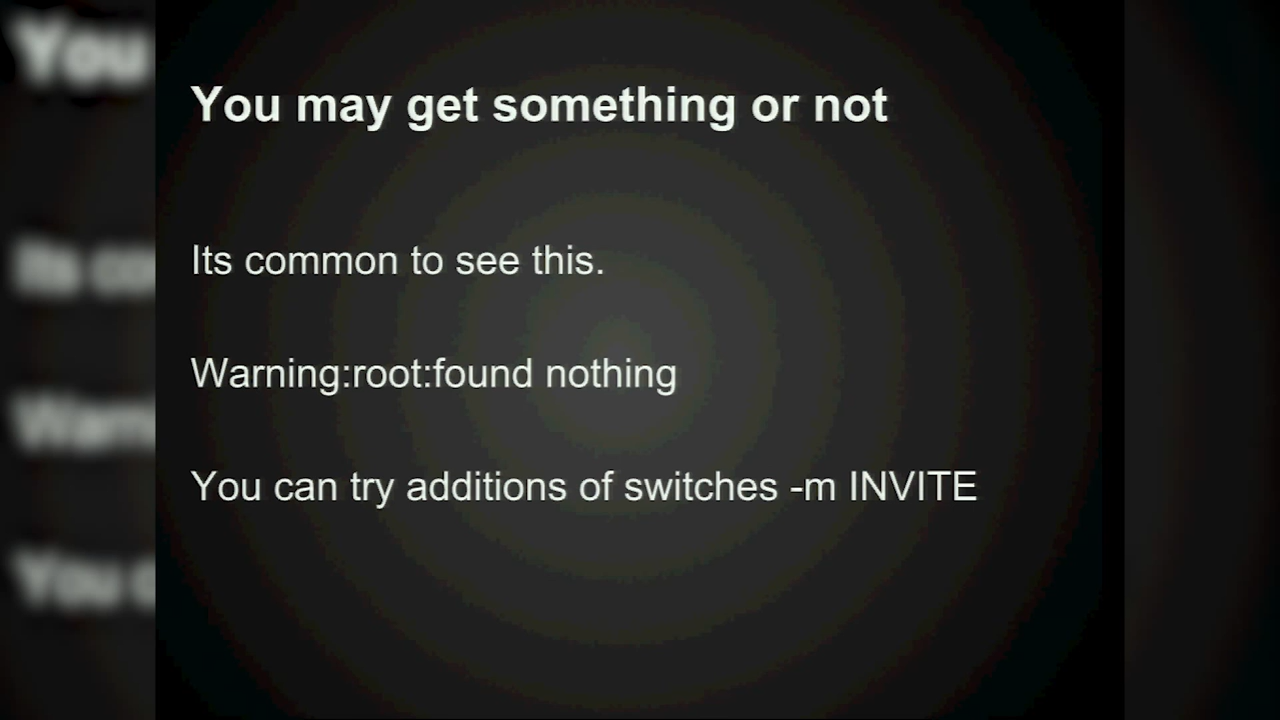 You may get something or not
Its common to see this.
Warning:root:found nothing
You can try additions of switches -m INVITE